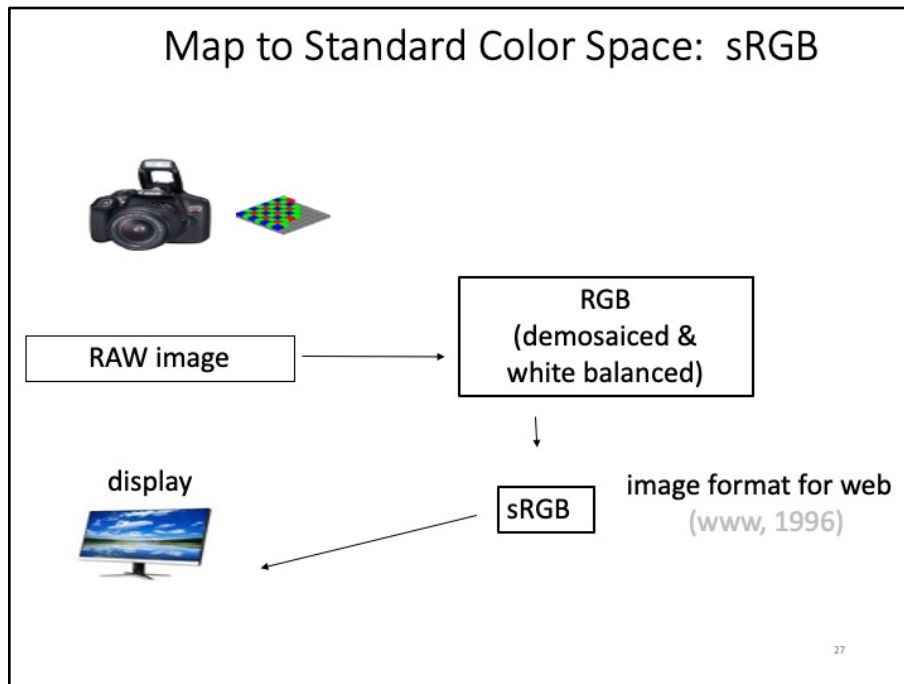 Map to Standard Color Space: sRGB
RAW image
RGB
(demosaiced &
white balanced)
display
sRGB
image format for web
(www, 1996)
27